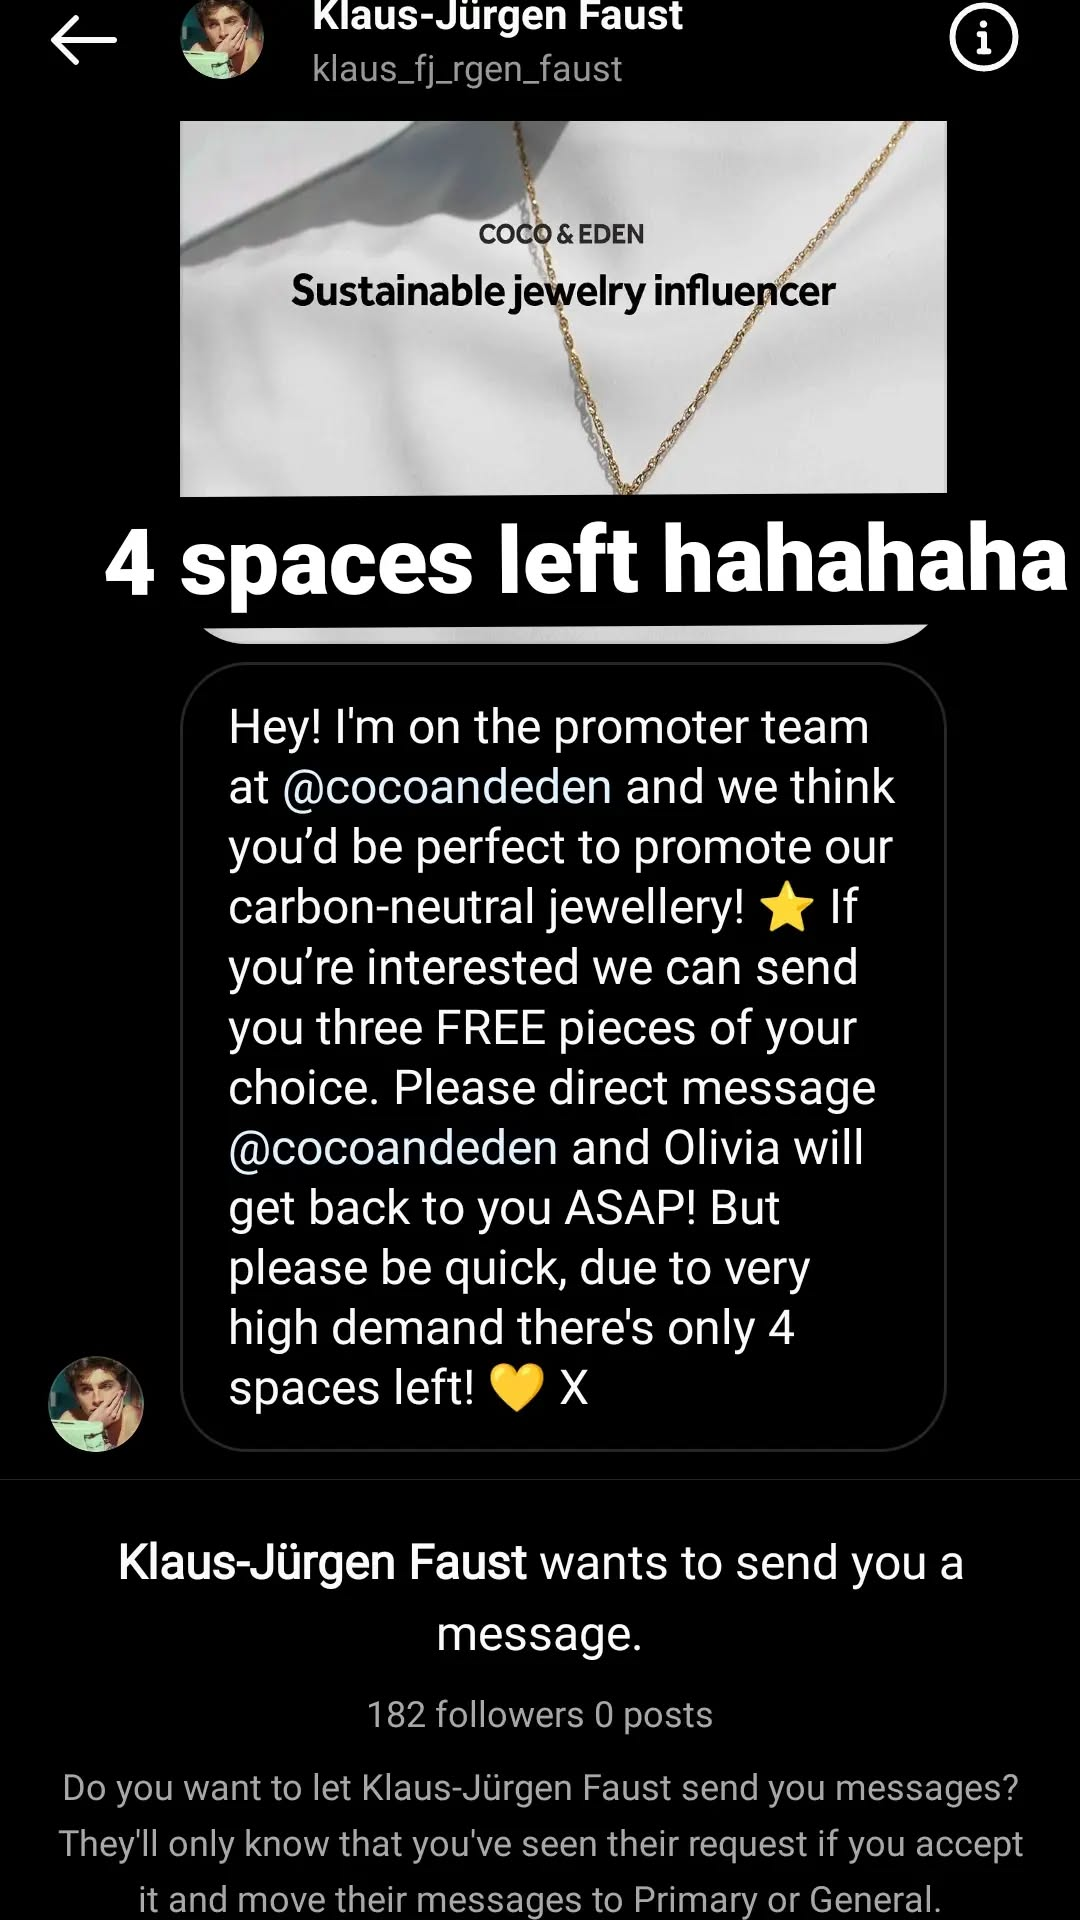 Klaus-Jürgen Faust
klaus_fj_rgen_faust
COCO & EDEN
Sustainable jewelry influencer
4 spaces left hahahaha
Hey! I'm on the promoter team
at @cocoandeden and we think
you’d be perfect to promote our
carbon-neutral jewellery! ⭐ If
you’re interested we can send
you three FREE pieces of your
choice. Please direct message
@cocoandeden and Olivia will
get back to you ASAP! But
please be quick, due to very
high demand there's only 4
spaces left! 💛 X
Klaus-Jürgen Faust wants to send you a
message.
182 followers 0 posts
Do you want to let Klaus-Jürgen Faust send you messages?
They'll only know that you've seen their request if you accept
it and move their messages to Primary or General.